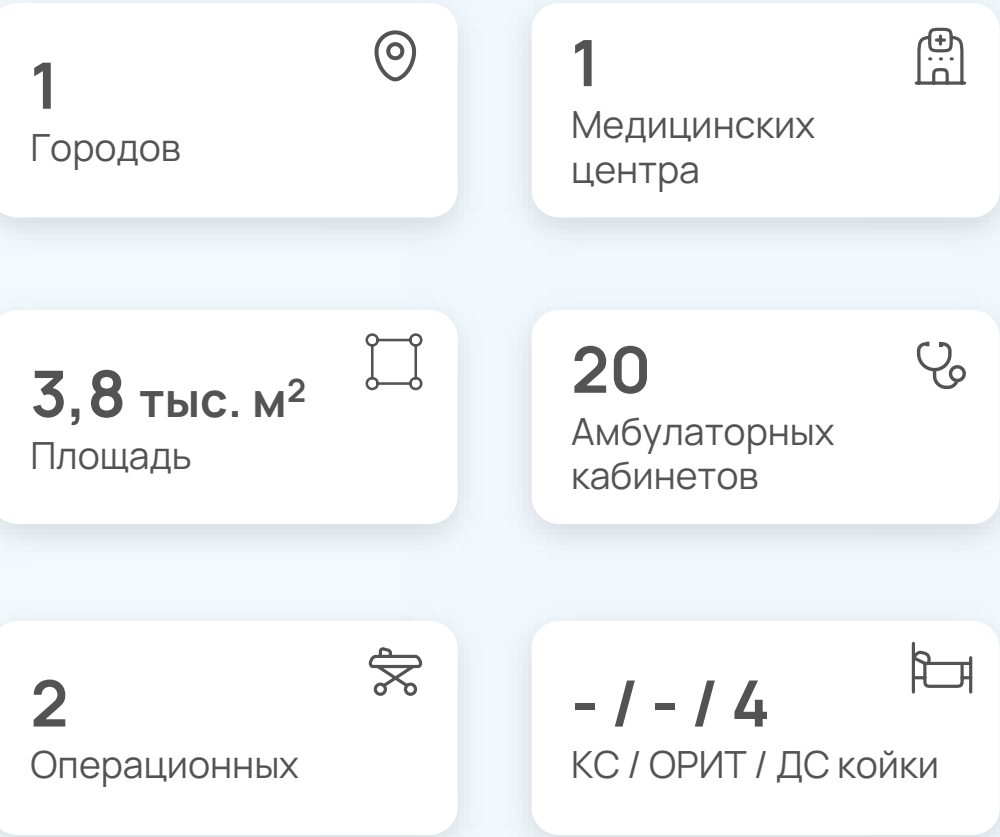 1
Городов
1
Медицинских
центра
3,8 тыс. м²
Площадь
20
Амбулаторных
кабинетов
2
Операционных
- / - / 4
КС / ОРИТ / ДС койки